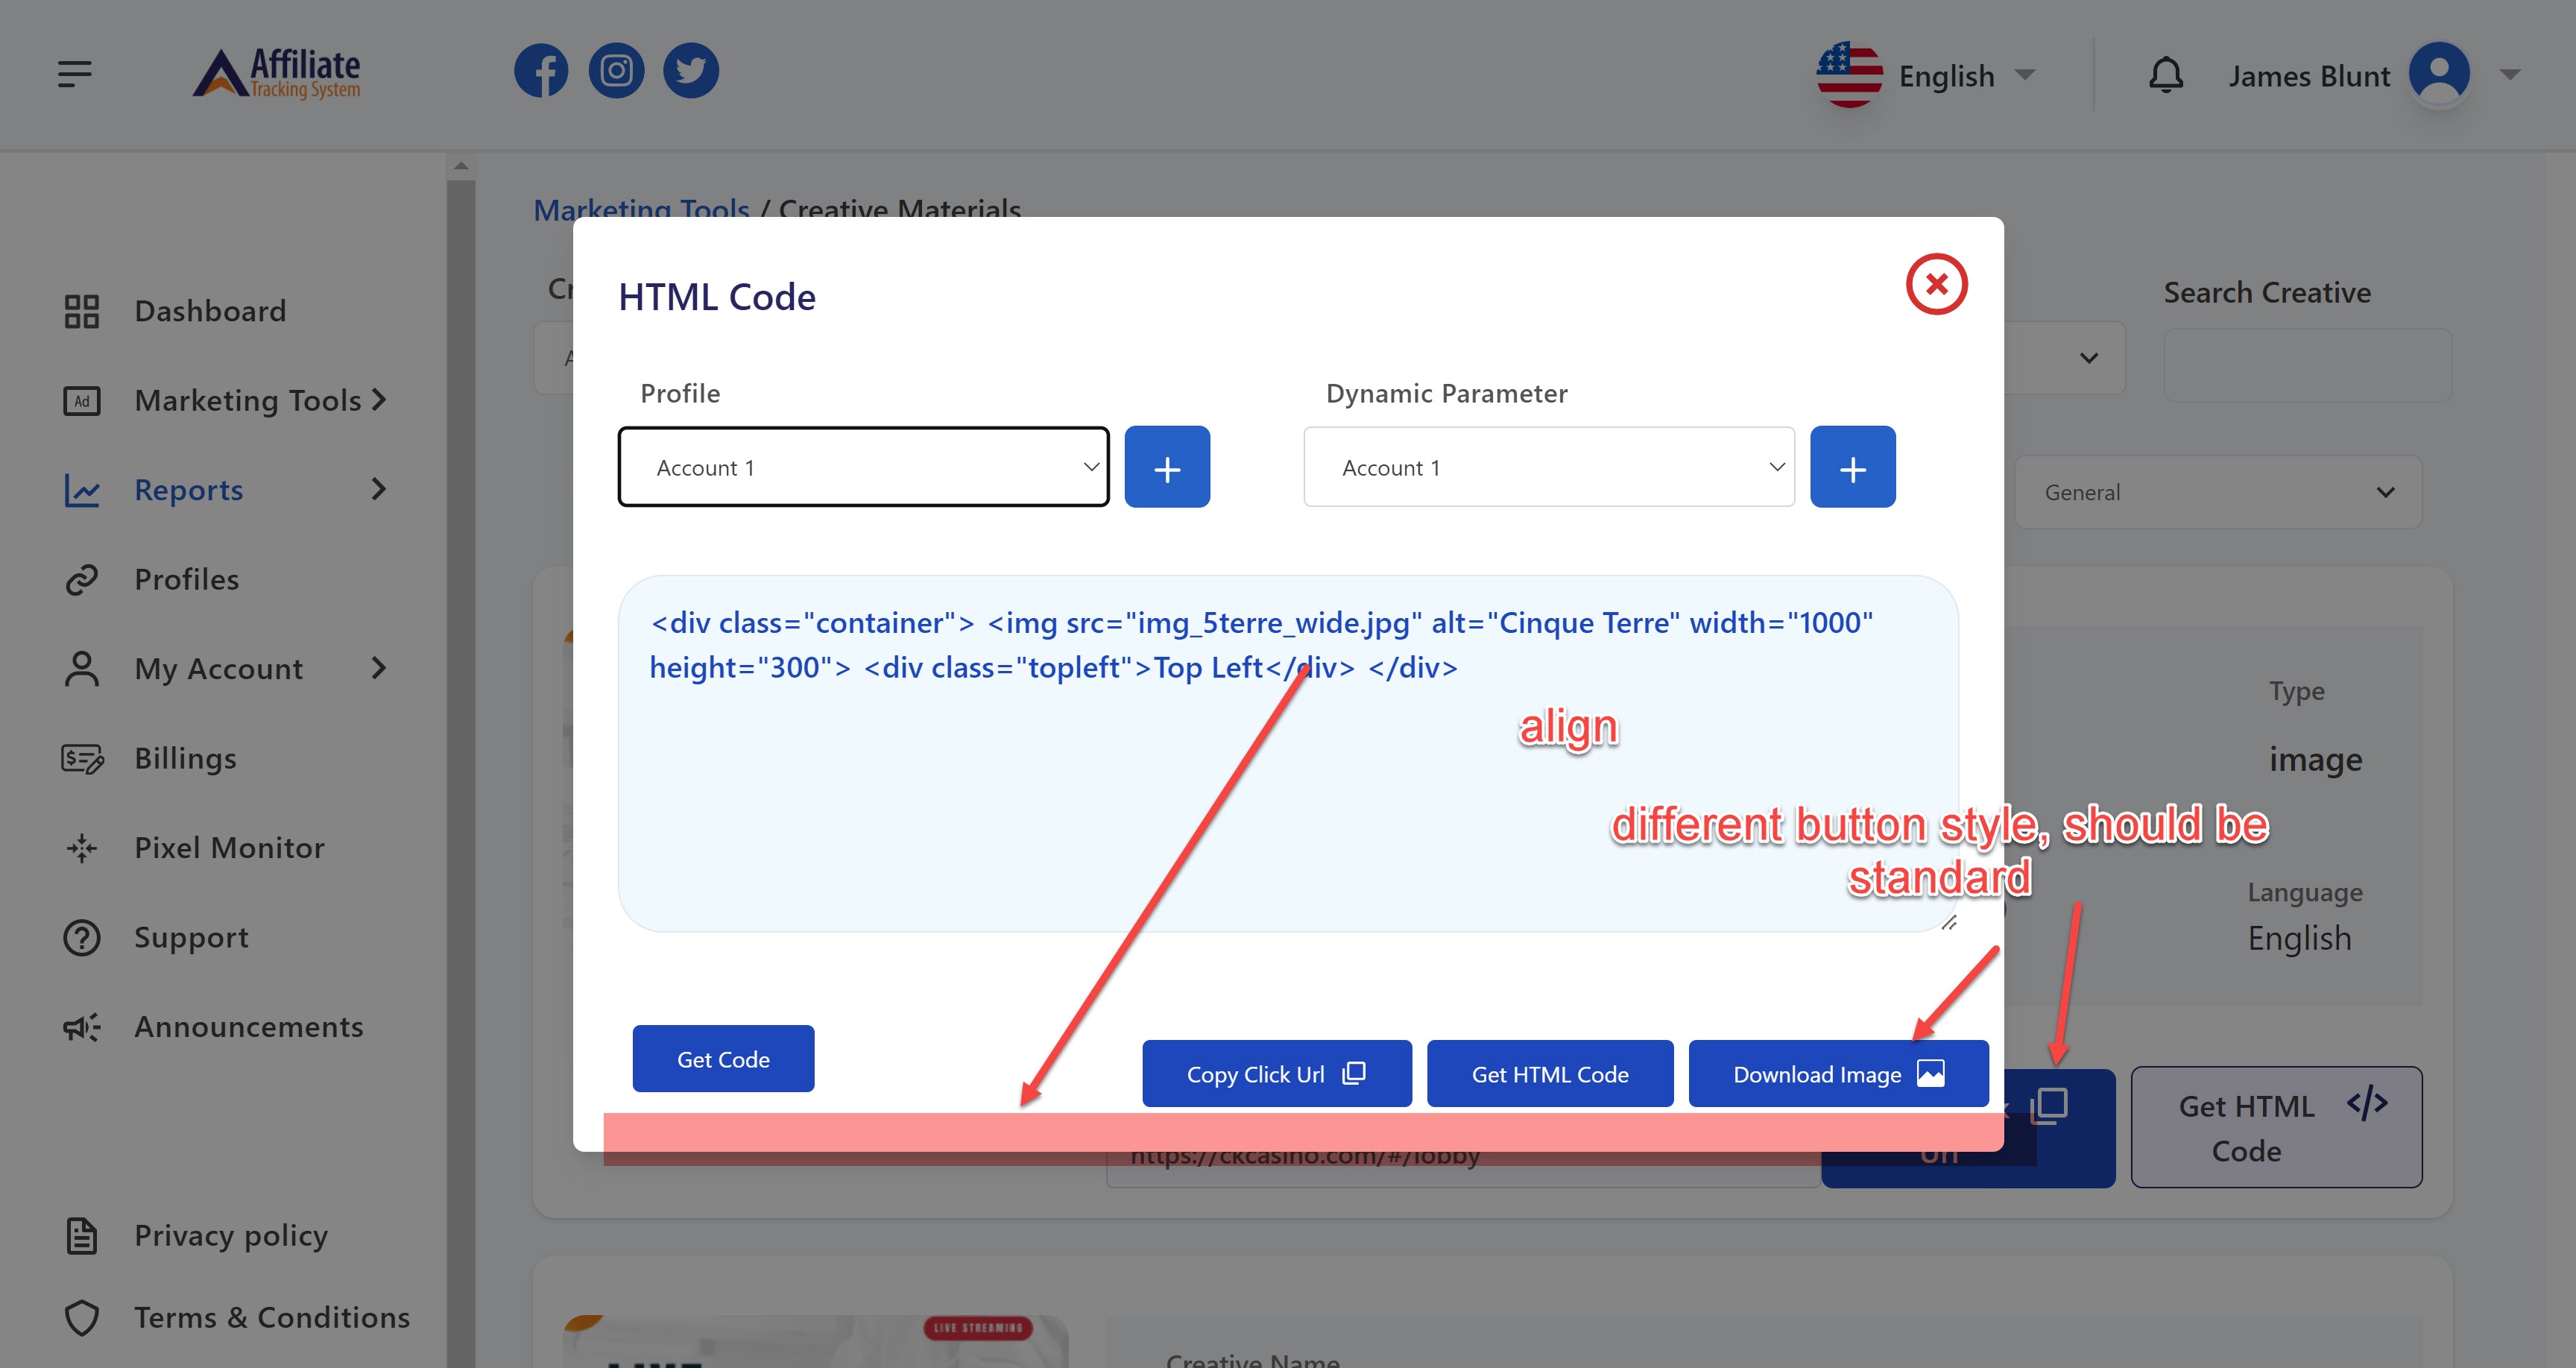 Affiliate
Tracking System
English
James Blunt
Marketing Tools / Creative Materials
Dashboard
Ad
Marketing Tools
Reports
Profiles
My Account
Billings
Pixel Monitor
Support
Announcements
Privacy policy
Terms & Conditions
Search Creative
General
HTML Code
Profile
Dynamic Parameter
Account 1
Account 1
<div class="container"> <img src="img_5terre_wide.jpg" alt="Cinque Terre" width="1000"
height="300"> <div class="topleft">Top Left</div> </div>
align
different button style, should be
standard
Type
image
Language
English
Get Code
Copy Click Url
Get HTML Code
Download Image
Get HTML </>
Code
https://ckcasino.com/#/lobby
Url
LIVE STREAMING
LIVE
Creative Name